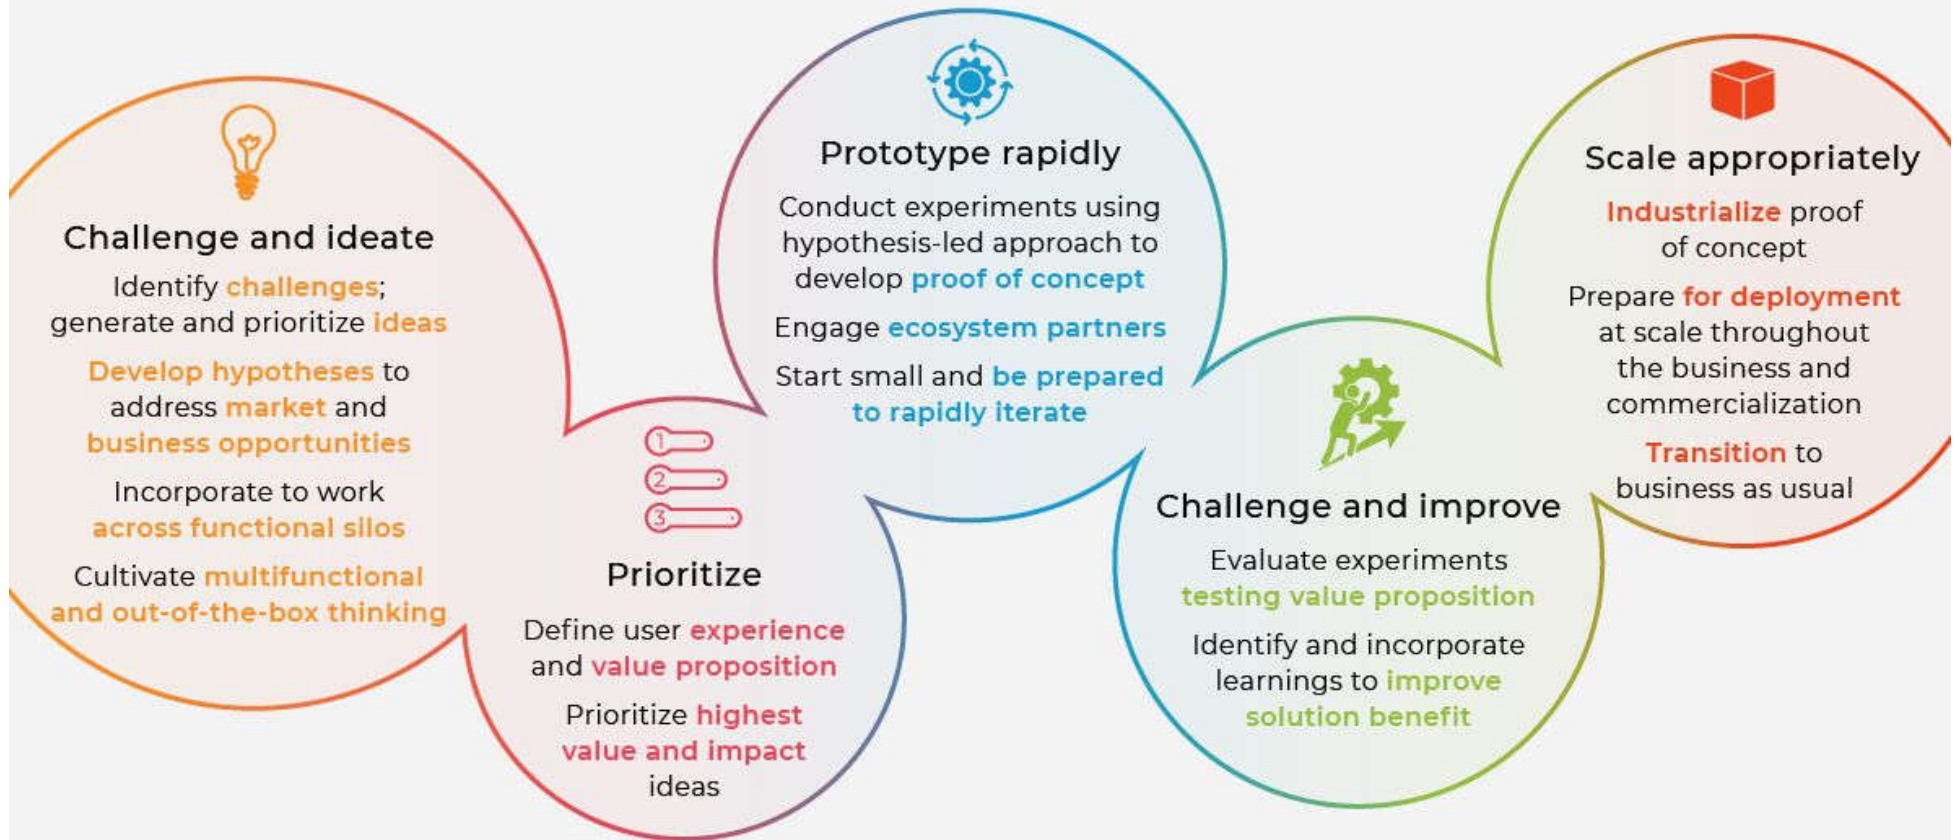 Challenge and ideate
Identify challenges;
generate and prioritize ideas
Develop hypotheses to
address market and
business opportunities
Incorporate to work
across functional silos
Cultivate multifunctional
and out-of-the-box thinking
1
2
3
Prioritize
Define user experience
and value proposition
Prioritize highest
value and impact
ideas
Prototype rapidly
Conduct experiments using
hypothesis-led approach to
develop proof of concept
Engage ecosystem partners
Start small and be prepared
to rapidly iterate
Challenge and improve
Evaluate experiments
testing value proposition
Identify and incorporate
learnings to improve
solution benefit
Scale appropriately
Industrialize proof
of concept
Prepare for deployment
at scale throughout
the business and
commercialization
Transition to
business as usual